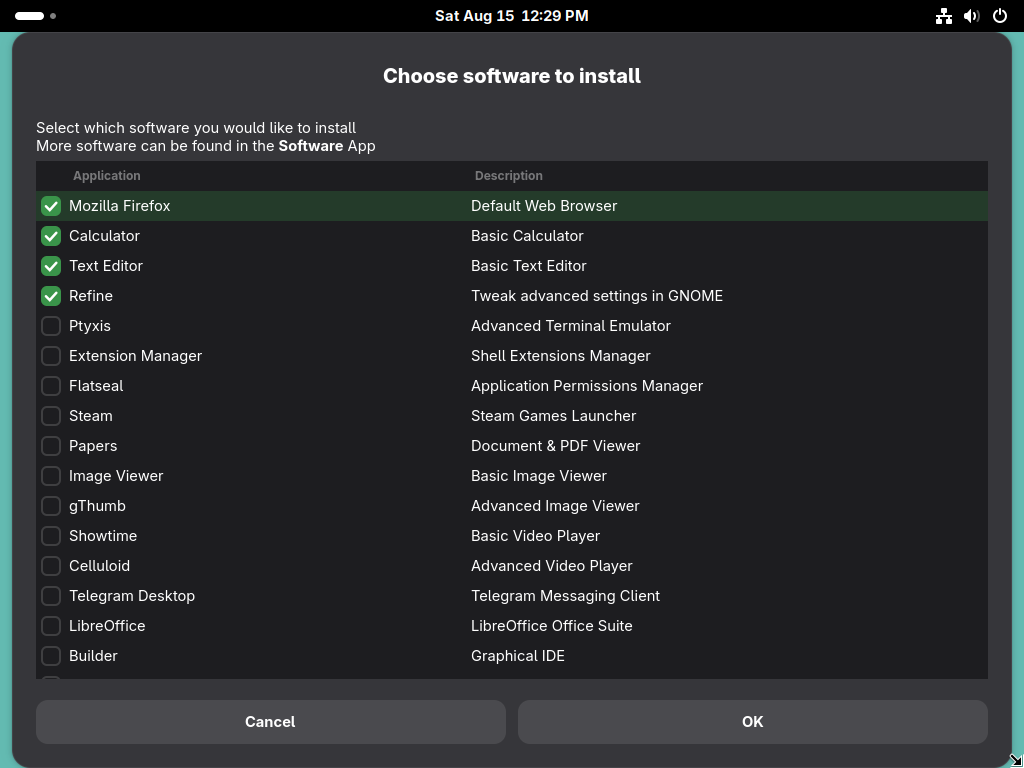 Sat Aug 15 12:29 PM
Choose software to install
Select which software you would like to install
More software can be found in the Software App
Application Description
Mozilla Firefox Default Web Browser
Calculator Basic Calculator
Text Editor Basic Text Editor
Refine Tweak advanced settings in GNOME
Ptyxis Advanced Terminal Emulator
Extension Manager Shell Extensions Manager
Flatseal Application Permissions Manager
Steam Steam Games Launcher
Papers Document & PDF Viewer
Image Viewer Basic Image Viewer
gThumb Advanced Image Viewer
Showtime Basic Video Player
Celluloid Advanced Video Player
Telegram Desktop Telegram Messaging Client
LibreOffice LibreOffice Office Suite
Builder Graphical IDE
Cancel OK